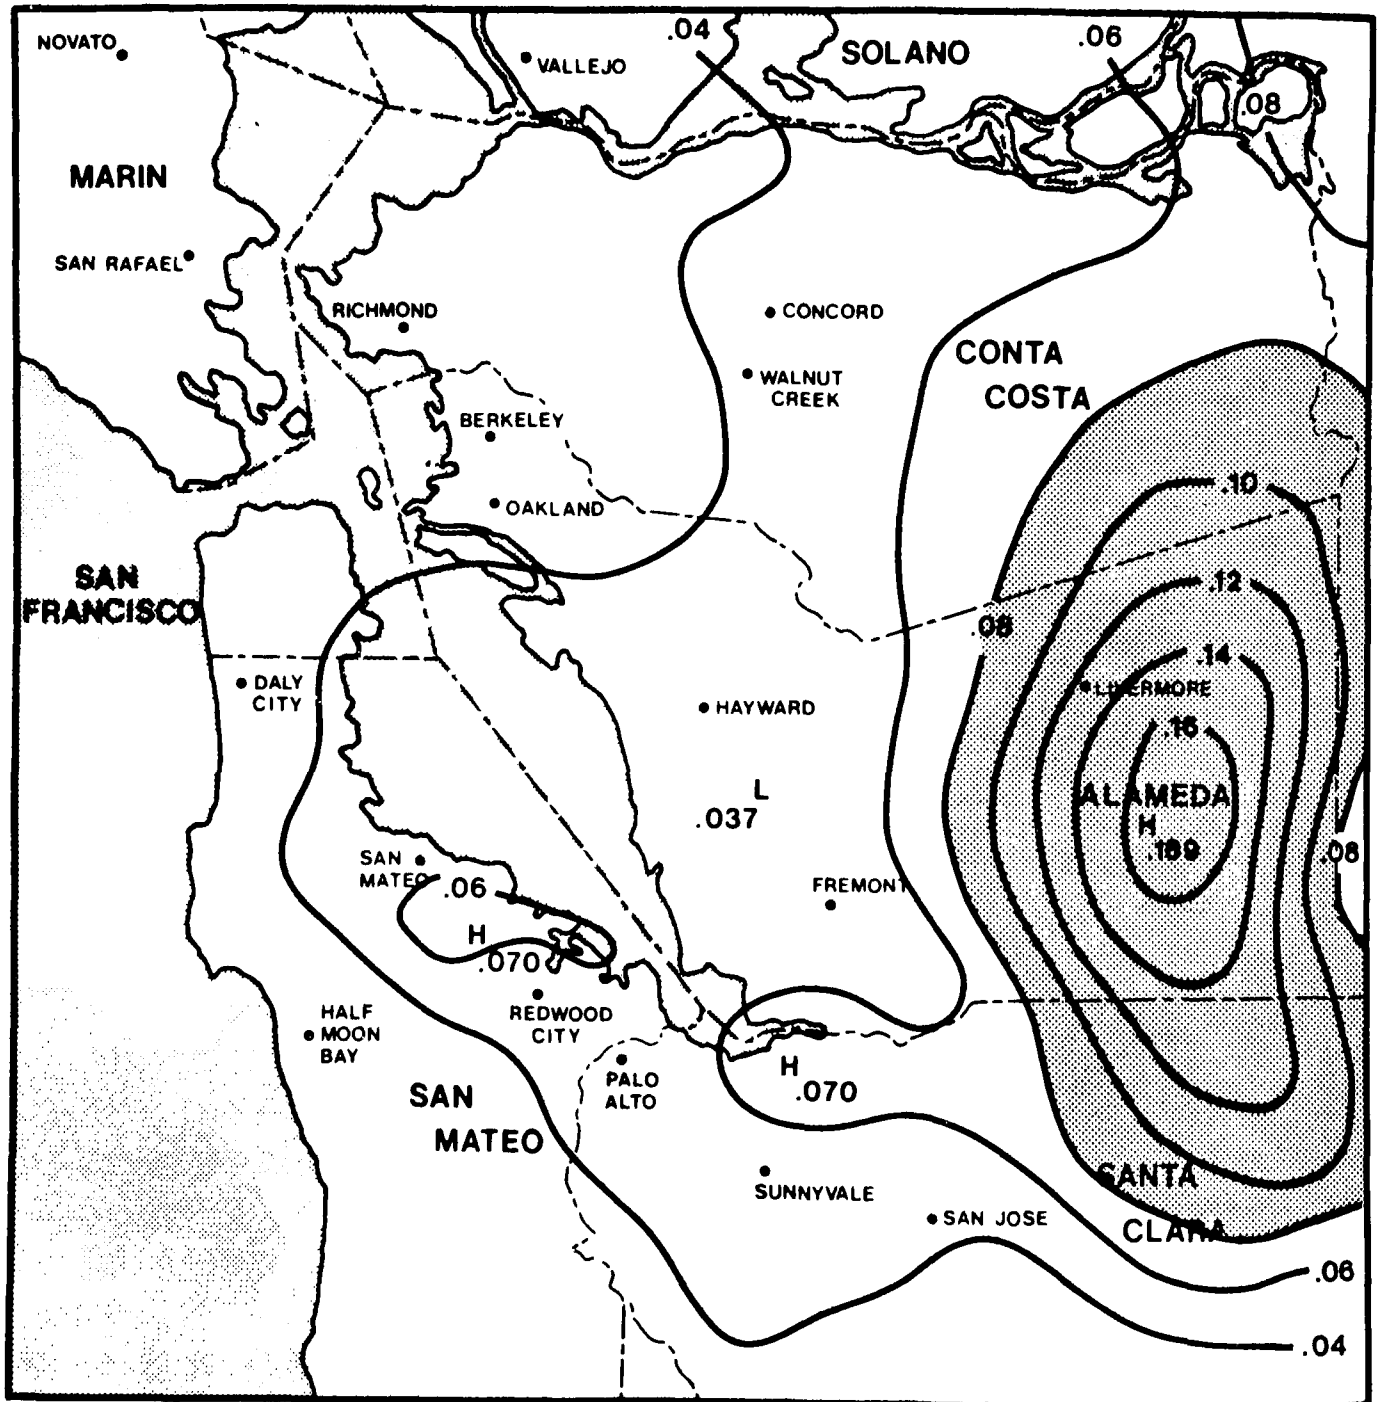 .04
SOLANO
.06
NOVATO
VALLEJO
.08
MARIN
SAN RAFAEL
RICHMOND
CONCORD
CONTA
COSTA
WALNUT
CREEK
BERKELEY
.10
OAKLAND
SAN
FRANCISCO
.12
.08
.14
DALY
CITY
LIVERMORE
HAYWARD
.16
L
.037
ALAMEDA
H
.169
.08
SAN
MATEO
.06
FREMONT
H
.070
HALF
MOON
BAY
REDWOOD
CITY
PALO
ALTO
H
.070
SAN
MATEO
SUNNYVALE
SANTA
CLARA
SAN JOSE
.06
.04